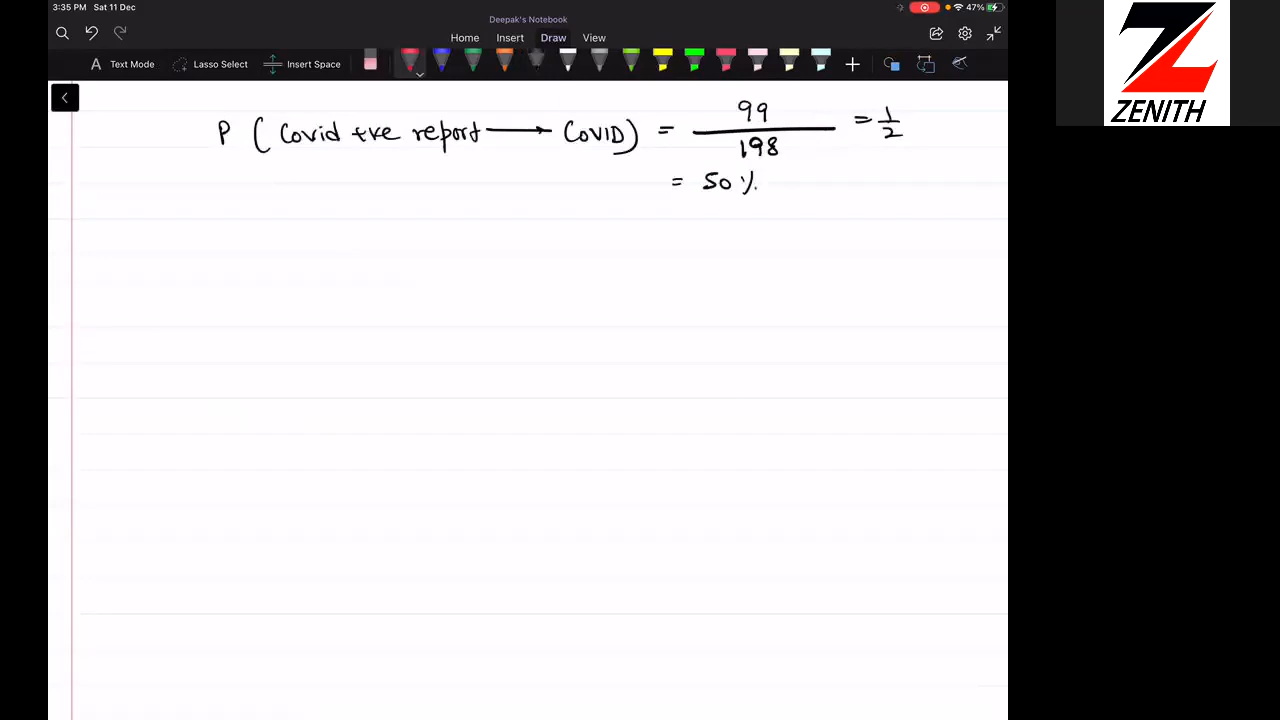 3:35 PM Sat 11 Dec
47%
Deepak's Notebook
Home Insert Draw View
A Text Mode Lasso Select Insert Space
P (Covid +ve report ⟶ COVID) = 99/198 = 1/2
= 50%
ZENITH